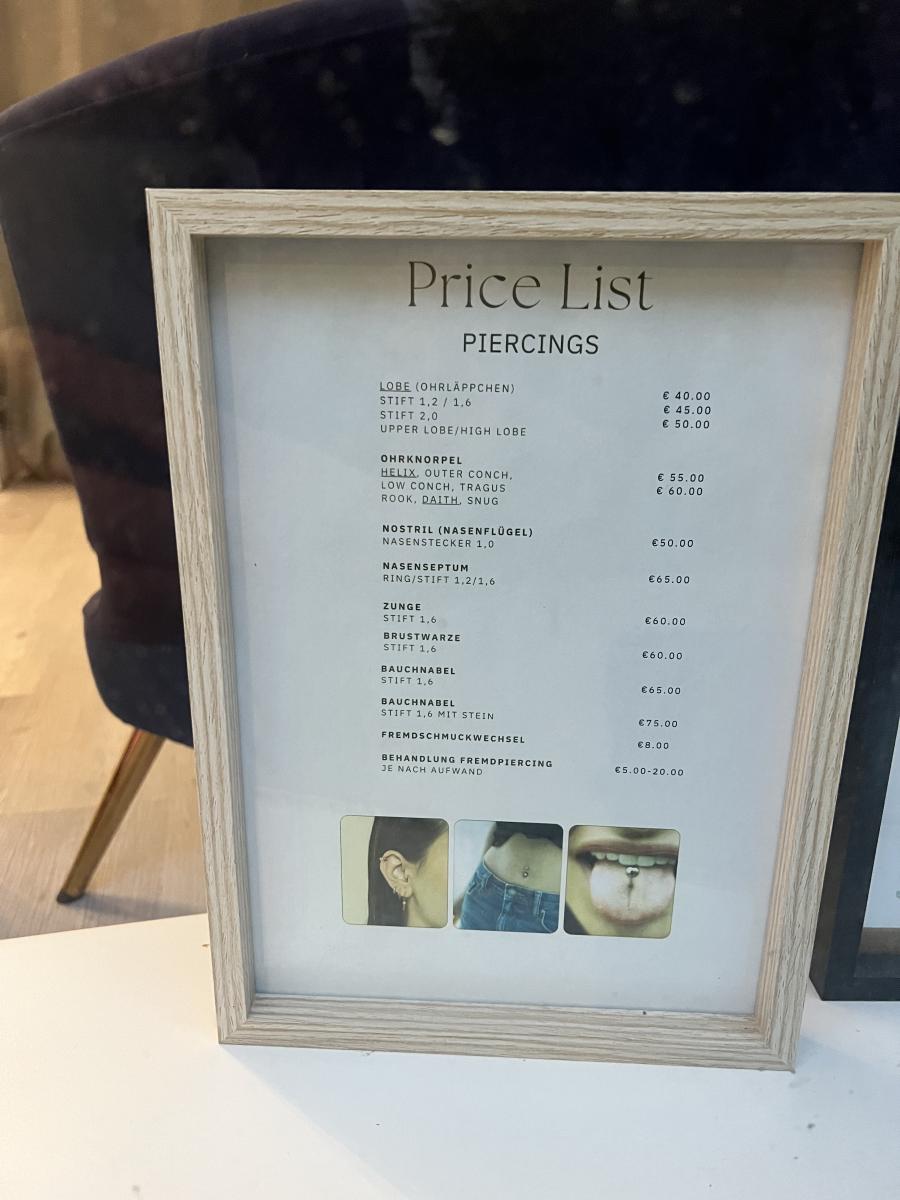 Price List
PIERCINGS
LOBE (OHRLÄPPCHEN)
STIFT 1,2 / 1,6 € 40.00
STIFT 2,0 € 45.00
UPPER LOBE/HIGH LOBE € 50.00
OHRKNORPEL
HELIX, OUTER CONCH,
LOW CONCH, TRAGUS € 55.00
ROOK, DAITH, SNUG € 60.00
NOSTRIL (NASENFLÜGEL)
NASENSTECKER 1,0 €50.00
NASENSEPTUM
RING/STIFT 1,2/1,6 €65.00
ZUNGE
STIFT 1,6 €60.00
BRUSTWARZE
STIFT 1,6 €60.00
BAUCHNABEL
STIFT 1,6 €65.00
BAUCHNABEL
STIFT 1,6 MIT STEIN €75.00
FREMDSCHMUCKWECHSEL €8.00
BEHANDLUNG FREMDPIERCING
JE NACH AUFWAND €5.00-20.00